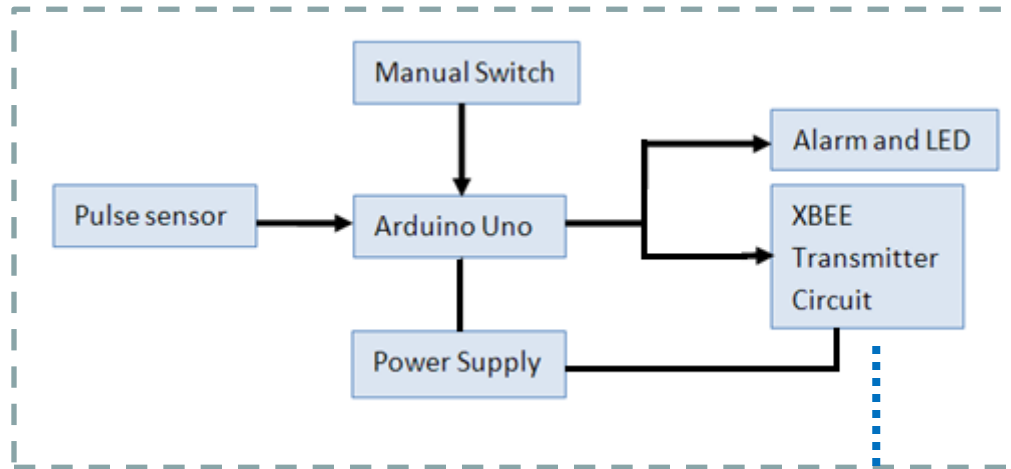 Manual Switch
Alarm and LED
Pulse sensor
Arduino Uno
XBEE
Transmitter
Circuit
Power Supply